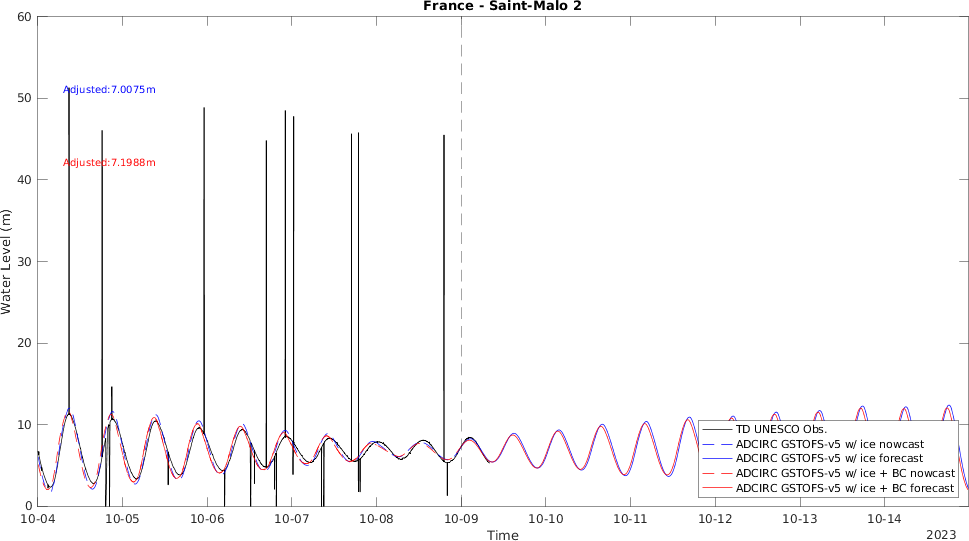 France - Saint-Malo 2
60
50
40
30
20
10
0
Water Level (m)
Adjusted:7.0075m
Adjusted:7.1988m
TD UNESCO Obs.
ADCIRC GSTOFS-v5 w/ ice nowcast
ADCIRC GSTOFS-v5 w/ ice forecast
ADCIRC GSTOFS-v5 w/ ice + BC nowcast
ADCIRC GSTOFS-v5 w/ ice + BC forecast
10-04 10-05 10-06 10-07 10-08 10-09 10-10 10-11 10-12 10-13 10-14
Time
2023